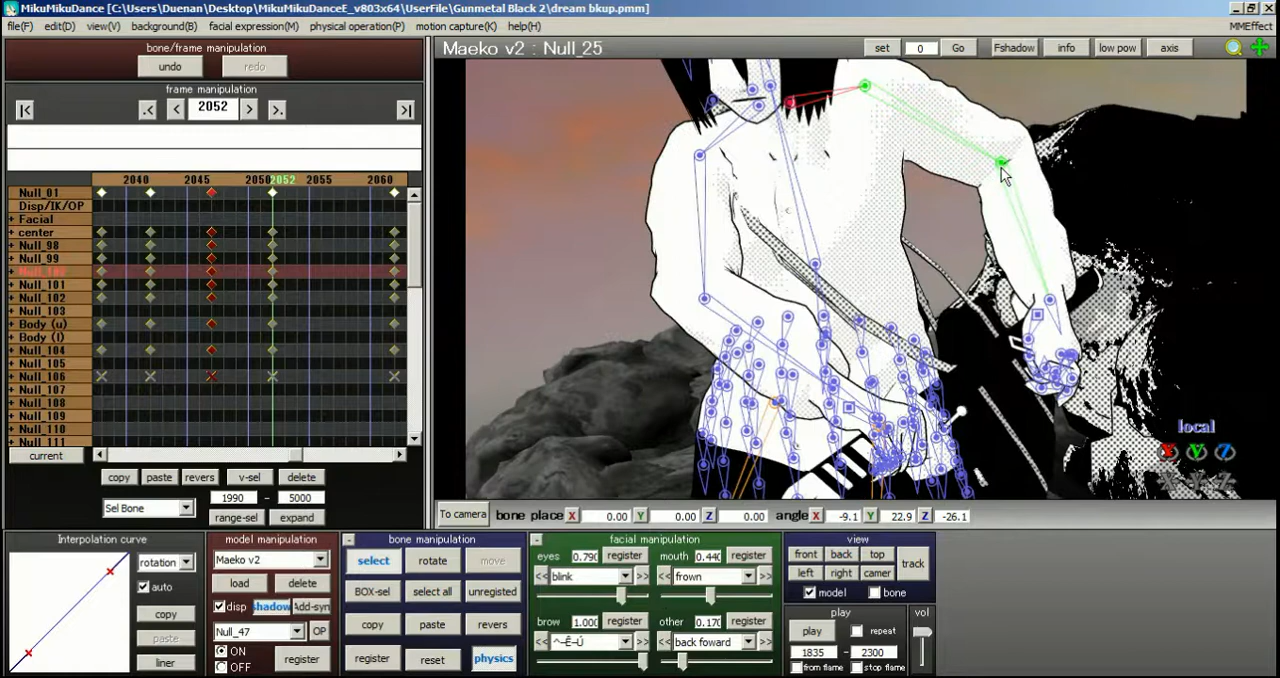 MikuMikuDance [C:\Users\Duenan\Desktop\MikuMikuDanceE_v803x64\UserFile\Gunmetal Black 2\dream bkup.pmm]
file(F) edit(D) view(V) background(B) facial expression(M) physical operation(P) motion capture(K) help(H) MMEffect
bone/frame manipulation
undo redo
frame manipulation
|< .< < 2052 > >. >|
2040 2045 2050 2052 2055 2060
Null_01
Disp/IK/OP
+ Facial
+ center
+ Null_98
+ Null_99
+ Null_101
+ Null_102
+ Null_103
+ Body (u)
+ Body (l)
+ Null_104
+ Null_105
+ Null_106
+ Null_107
+ Null_108
+ Null_109
+ Null_110
+ Null_111
current
copy paste revers v-sel delete
Sel Bone 1990 - 5000
range-sel expand
Maeko v2 : Null_25 set 0 Go Fshadow info low pow axis
local
X Y Z
X Y Z
To camera bone place X 0.00 Y 0.00 Z 0.00 angle X -9.1 Y 22.9 Z -26.1
Interpolation curve
rotation
auto
copy
paste
liner
model manipulation
Maeko v2
load delete
disp shadow Add-syn
Null_47 OP
ON
OFF
register
- bone manipulation
select rotate move
BOX-sel select all unregisted
copy paste revers
register reset physics
- facial manipulation
eyes 0.790 register mouth 0.440 register
<< blink >> << frown >>
brow 1.000 register other 0.170 register
<< ^–Ê–Ú >> << back foward >>
view
front back top
left right camer
track
model bone
play
play repeat
1835 - 2300
from flame stop flame
vol